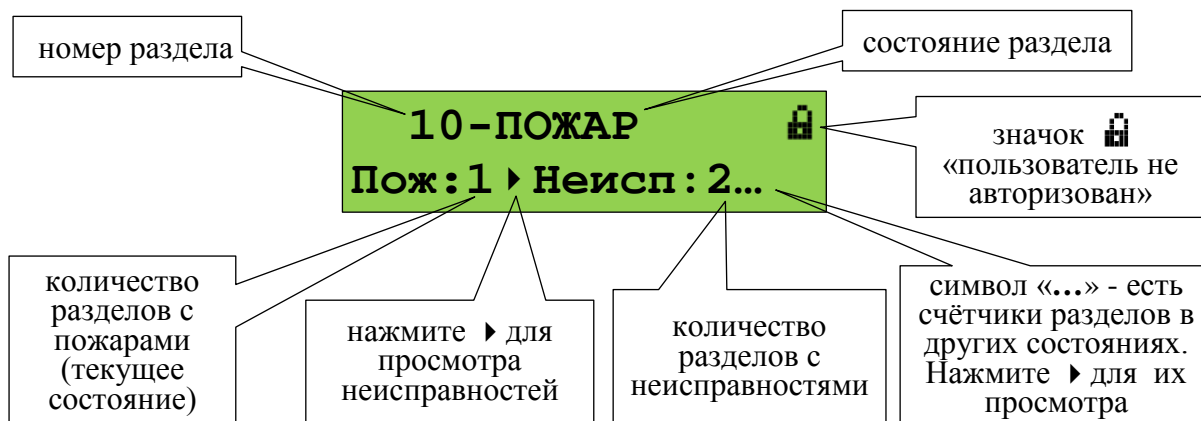 номер раздела
состояние раздела
10-ПОЖАР
Пож:1 ▶ Неисп:2…
значок
«пользователь не
авторизован»
количество
разделов с
пожарами
(текущее
состояние)
нажмите ▶ для
просмотра
неисправностей
количество
разделов с
неисправностями
символ «...» - есть
счётчики разделов в
других состояниях.
Нажмите ▶ для их
просмотра